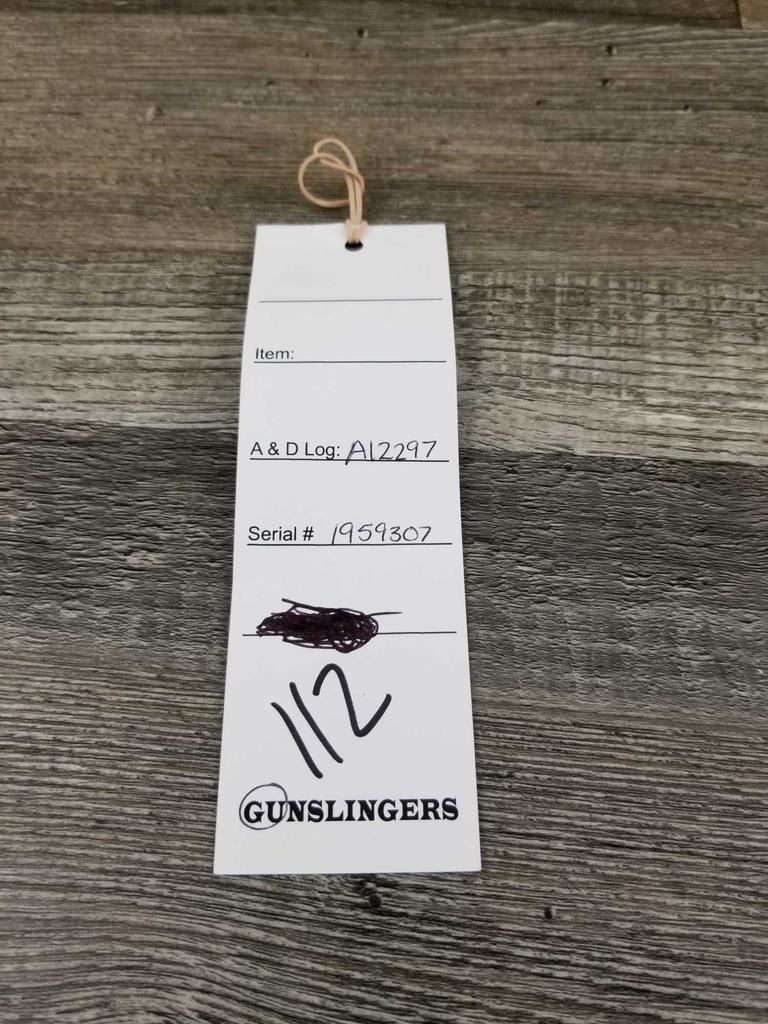 Item:
A & D Log: A12297
Serial # 1959307
112
GUNSLINGERS